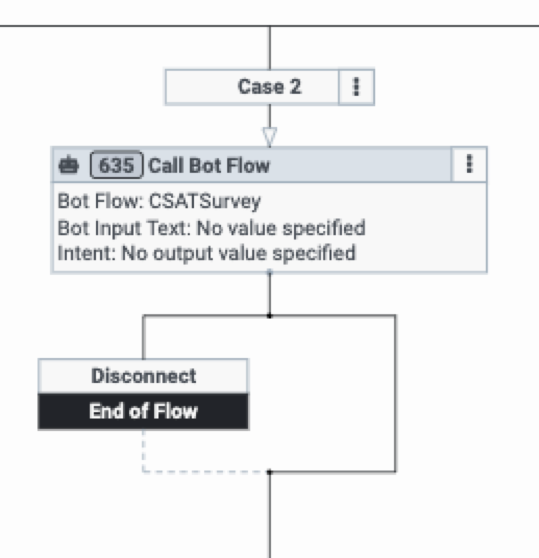 Case 2
635 Call Bot Flow
Bot Flow: CSATSurvey
Bot Input Text: No value specified
Intent: No output value specified
Disconnect
End of Flow